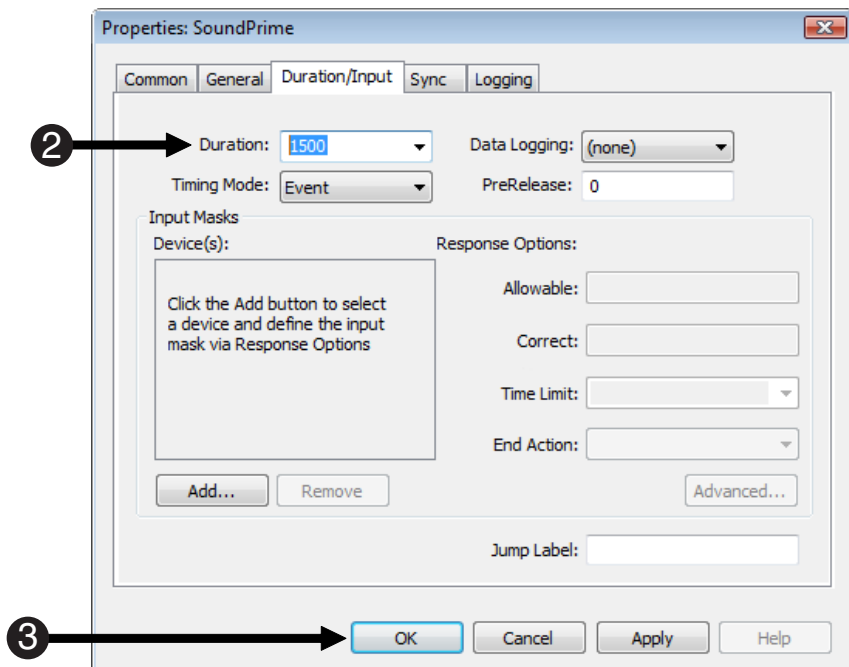 Properties: SoundPrime
Common General Duration/Input Sync Logging
2 Duration: 1500 Data Logging: (none)
Timing Mode: Event PreRelease: 0
Input Masks
Device(s): Response Options:
Click the Add button to select
a device and define the input
mask via Response Options
Allowable:
Correct:
Time Limit:
End Action:
Add... Remove Advanced...
Jump Label:
3 OK Cancel Apply Help